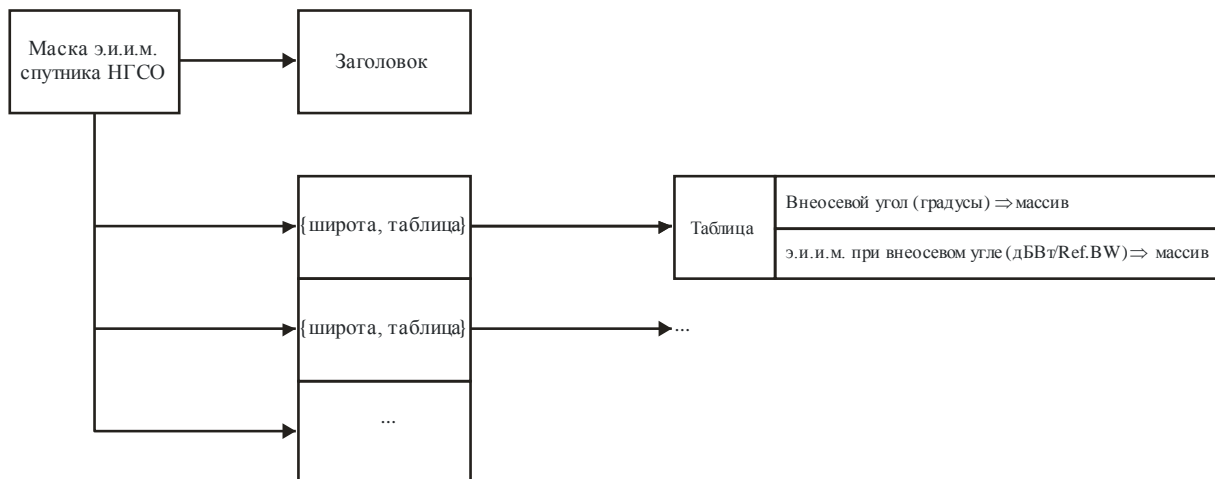 Маска э.и.и.м.
спутника НГСО
Заголовок
{широта, таблица}
Таблица
Внеосевой угол (градусы) ⇒ массив
э.и.и.м. при внеосевом угле (дБВт/Ref.BW) ⇒ массив
{широта, таблица}
...
...